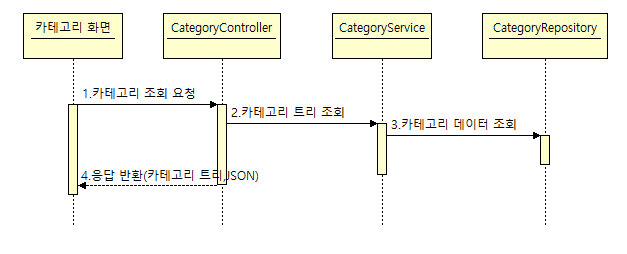 카테고리 화면
CategoryController
CategoryService
CategoryRepository
1.카테고리 조회 요청
2.카테고리 트리 조회
3.카테고리 데이터 조회
4.응답 반환(카테고리 트리,JSON)